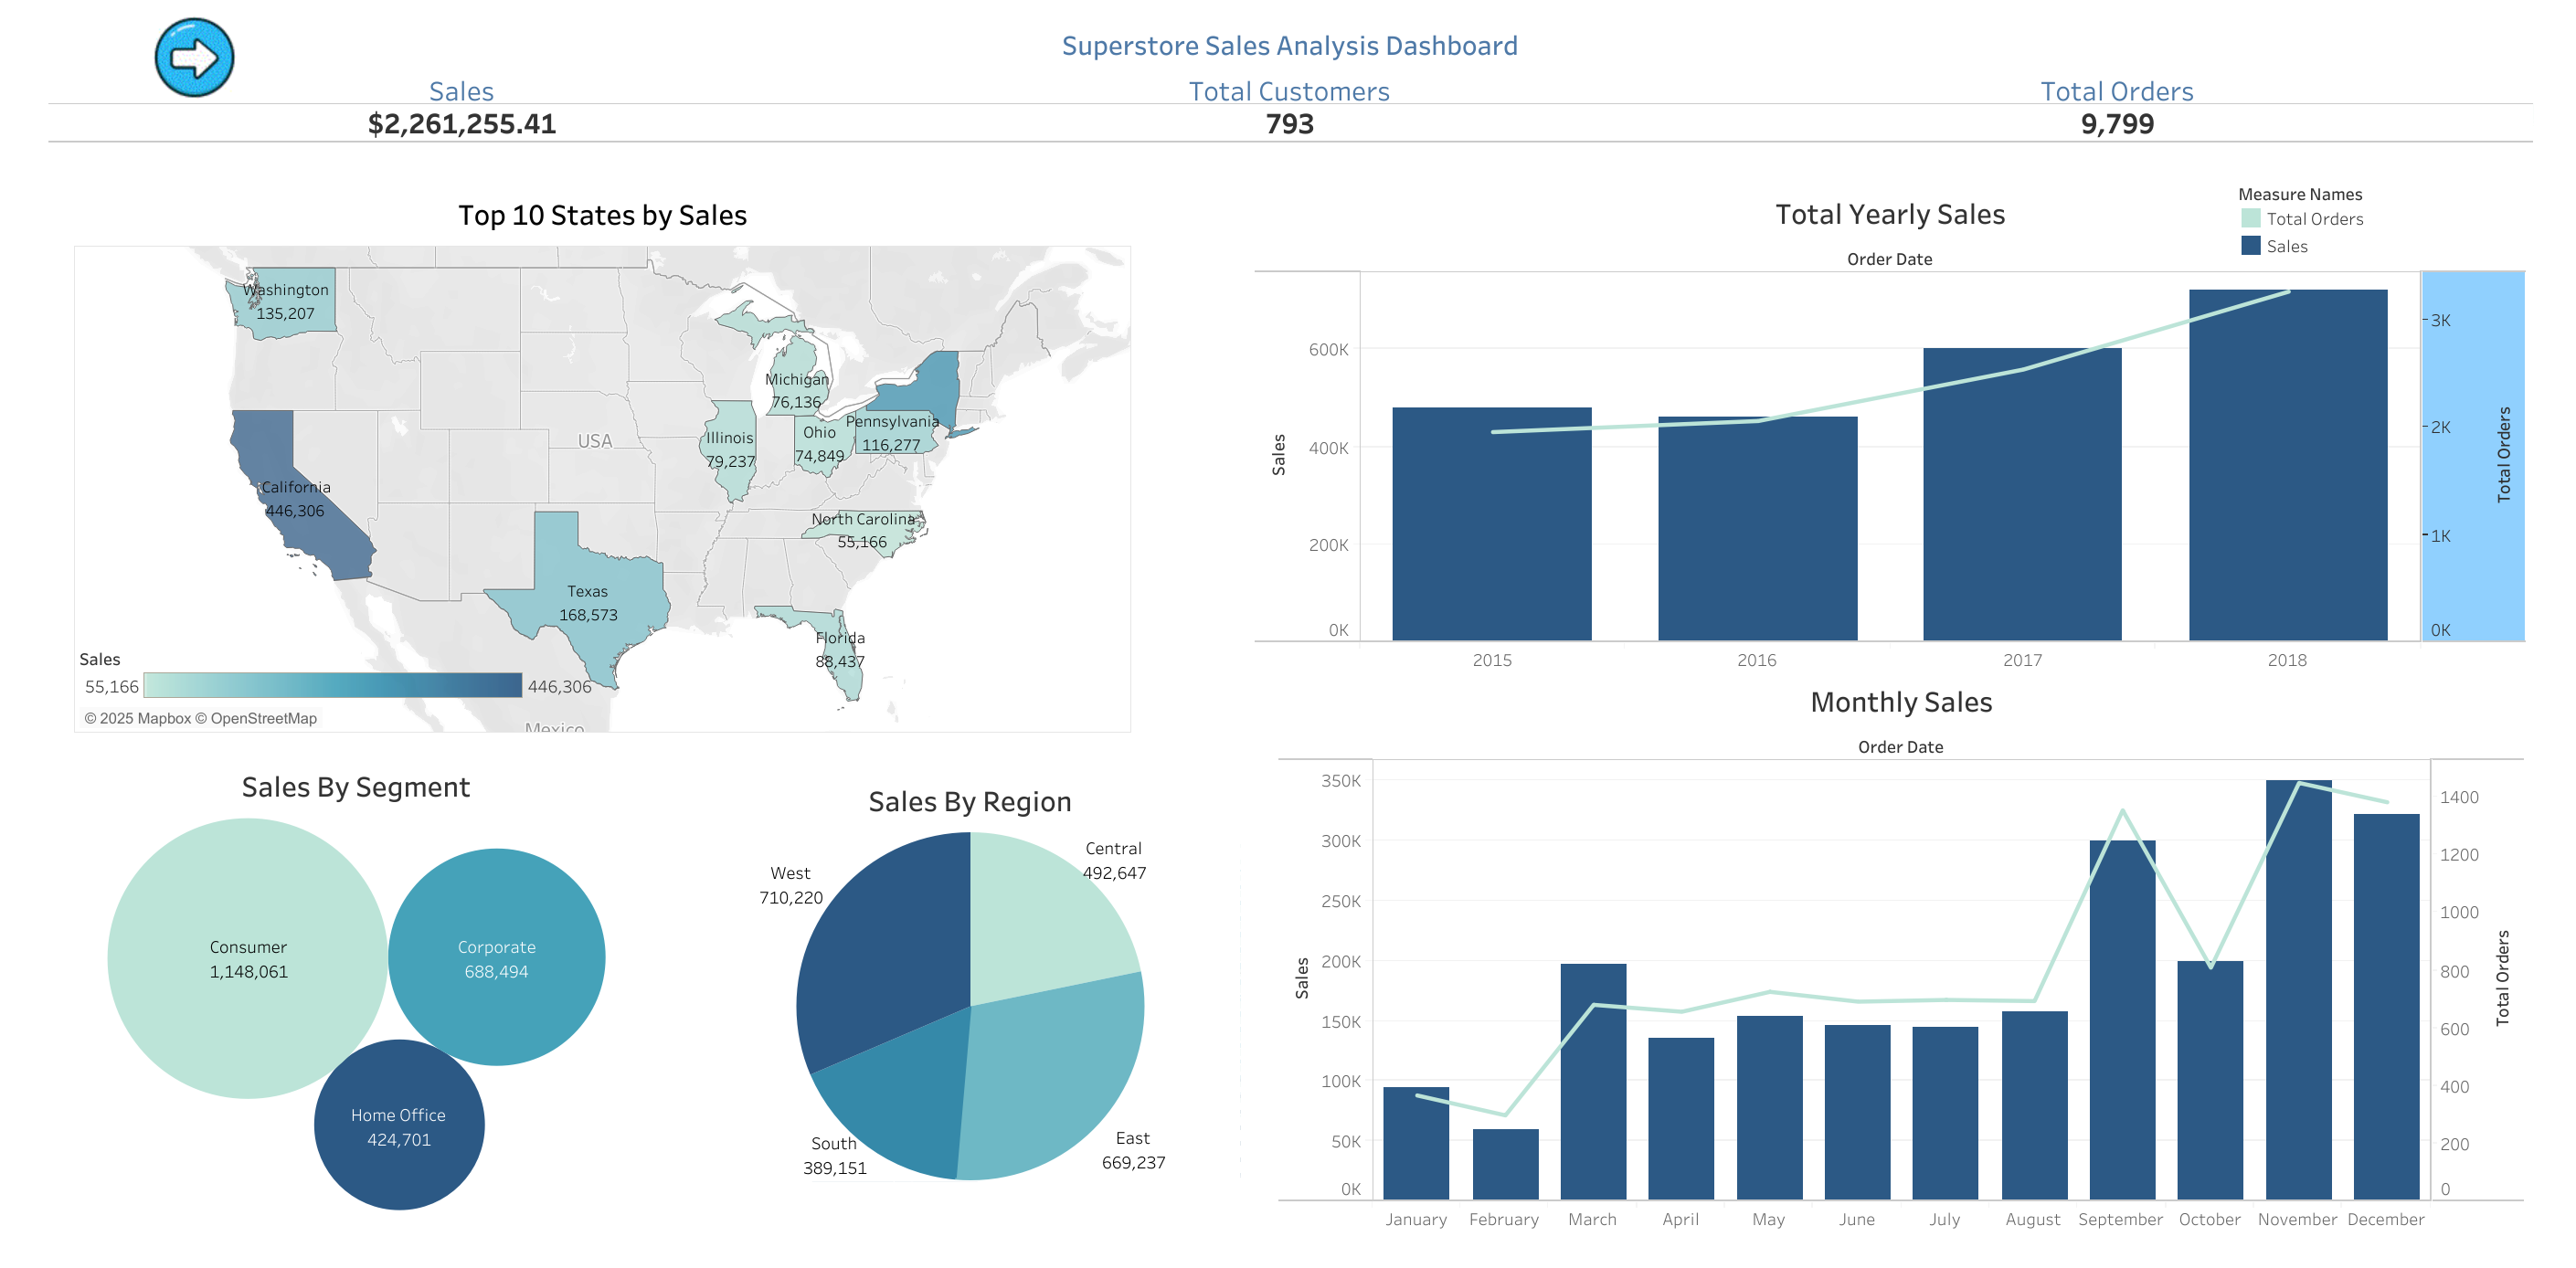 Superstore Sales Analysis Dashboard
Sales
Total Customers
Total Orders
$2,261,255.41
793
9,799
Top 10 States by Sales
Washington
135,207
Michigan
76,136
Pennsylvania
116,277
Illinois
79,237
Ohio
74,849
USA
California
446,306
North Carolina
55,166
Texas
168,573
Florida
88,437
Sales
55,166
446,306
© 2025 Mapbox © OpenStreetMap
Mexico
Total Yearly Sales
Measure Names
Total Orders
Sales
Order Date
Sales
600K
400K
200K
0K
3K
2K
1K
0K
Total Orders
2015
2016
2017
2018
Sales By Segment
Consumer
1,148,061
Corporate
688,494
Home Office
424,701
Sales By Region
Central
492,647
West
710,220
South
389,151
East
669,237
Monthly Sales
Order Date
Sales
350K
300K
250K
200K
150K
100K
50K
0K
1400
1200
1000
800
600
400
200
0
Total Orders
January
February
March
April
May
June
July
August
September
October
November
December